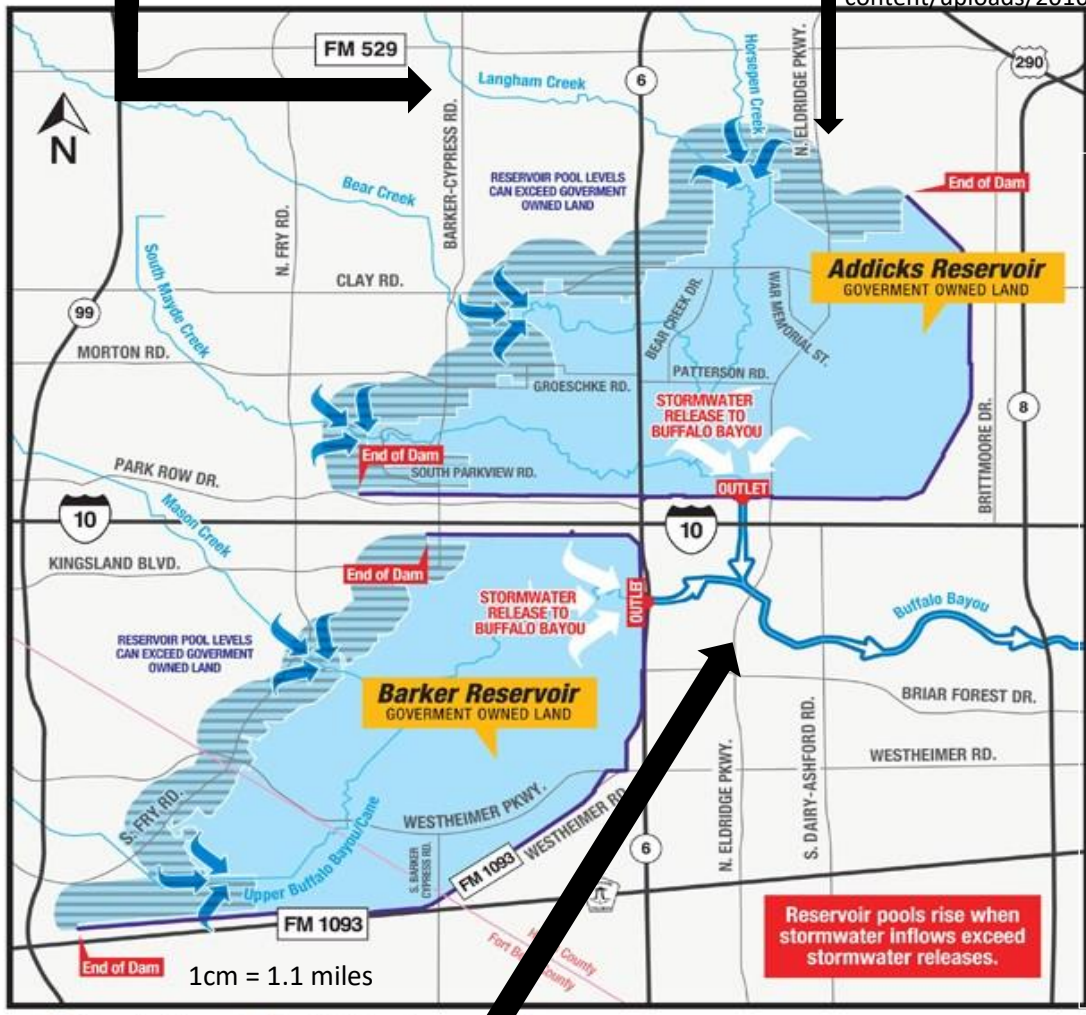 content/uploads/2016
FM 529
290
Langham Creek
6
Horsepen Creek
N. ELDRIDGE PKWY.
N
BARKER-CYPRESS RD.
RESERVOIR POOL LEVELS
CAN EXCEED GOVERMENT
OWNED LAND
End of Dam
Bear Creek
N. FRY RD.
South Mayde Creek
CLAY RD.
Addicks Reservoir
GOVERMENT OWNED LAND
99
BEAR CREEK DR.
WAR MEMORIAL ST.
MORTON RD.
PATTERSON RD.
GROESCHKE RD.
STORMWATER
RELEASE TO
BUFFALO BAYOU
8
BRITTMOORE DR.
End of Dam
PARK ROW DR.
SOUTH PARKVIEW RD.
OUTLET
10
10
Mason Creek
KINGSLAND BLVD.
End of Dam
STORMWATER
RELEASE TO
BUFFALO BAYOU
OUTLET
Buffalo Bayou
RESERVOIR POOL LEVELS
CAN EXCEED GOVERMENT
OWNED LAND
Barker Reservoir
GOVERMENT OWNED LAND
BRIAR FOREST DR.
N. ELDRIDGE PKWY.
S. DAIRY-ASHFORD RD.
WESTHEIMER RD.
S. FRY RD.
WESTHEIMER PKWY.
WESTHEIMER RD
S. BARKER
CYPRESS RD.
FM 1093
6
Upper Buffalo Bayou/Cane
FM 1093
County
Fort County
Reservoir pools rise when
stormwater inflows exceed
stormwater releases.
End of Dam
1cm = 1.1 miles